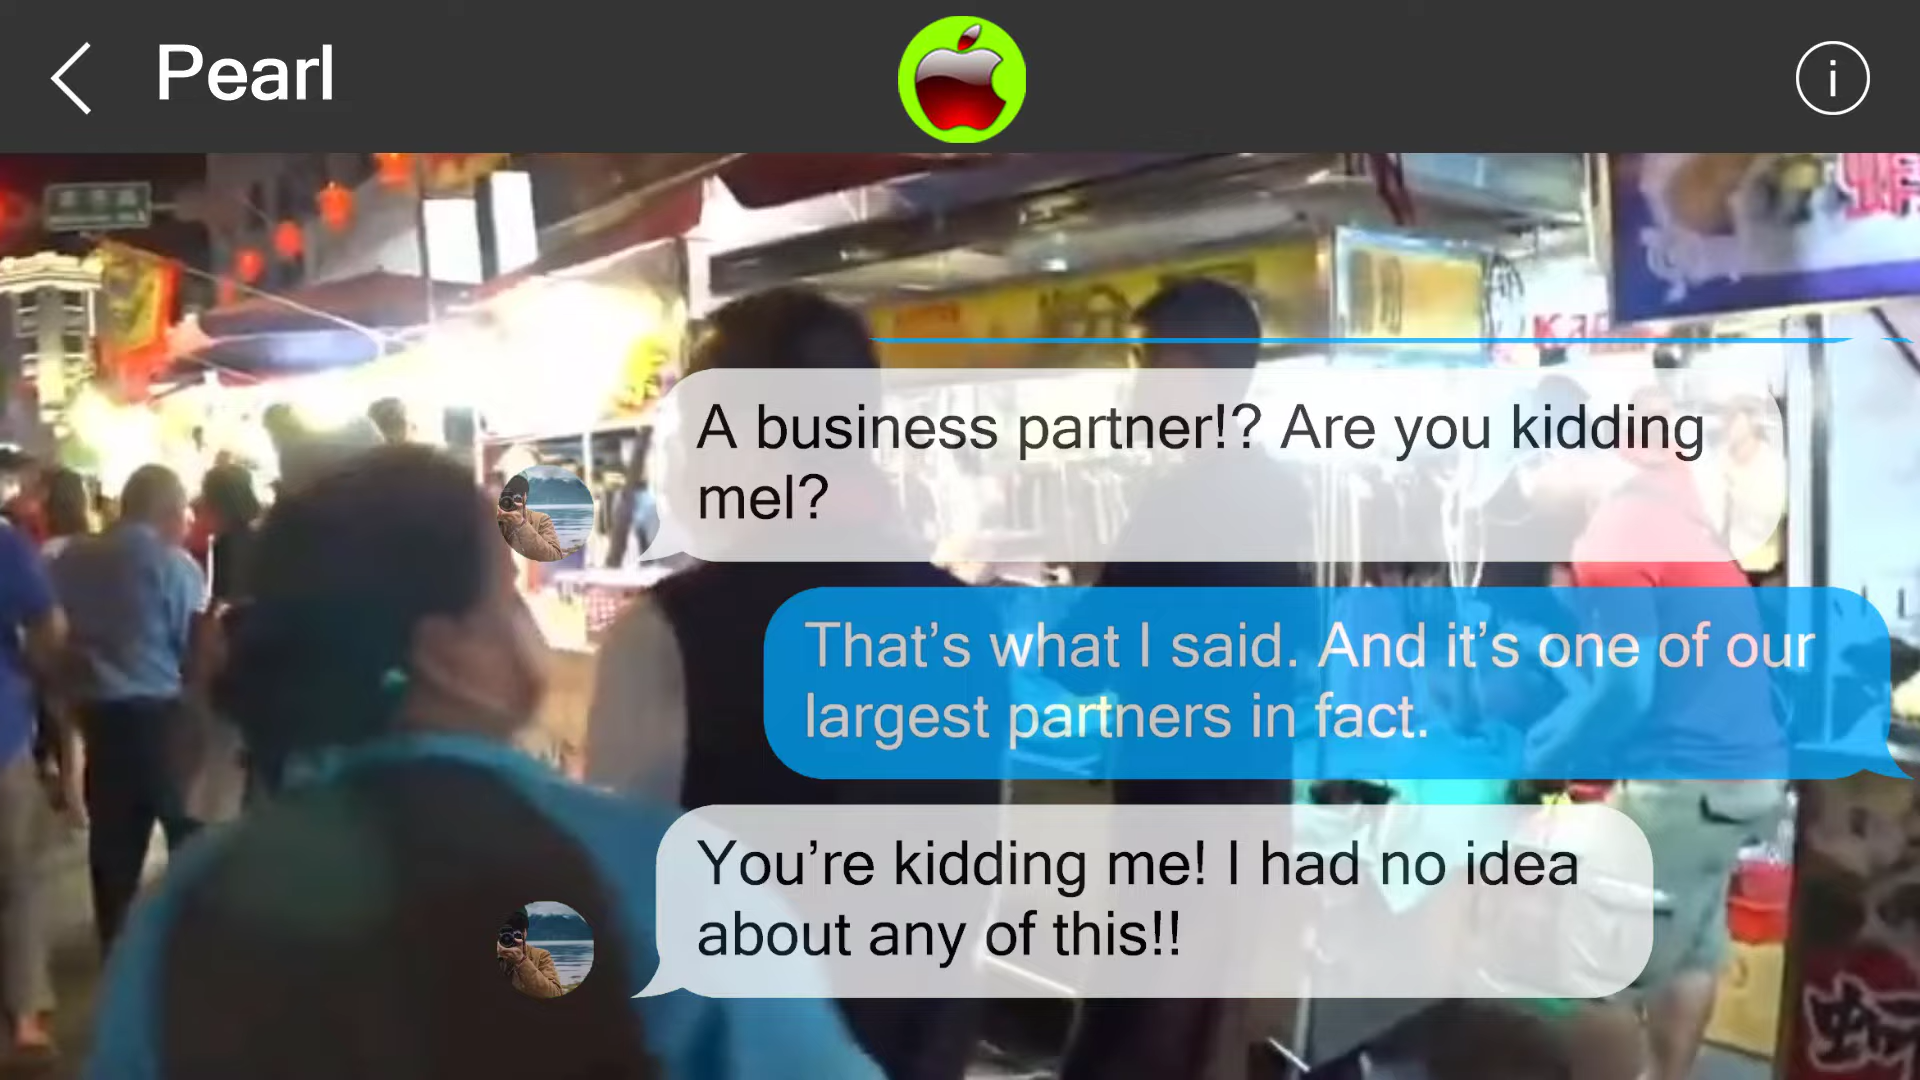 Pearl
A business partner!? Are you kidding
mel?
That’s what I said. And it’s one of our
largest partners in fact.
You’re kidding me! I had no idea
about any of this!!